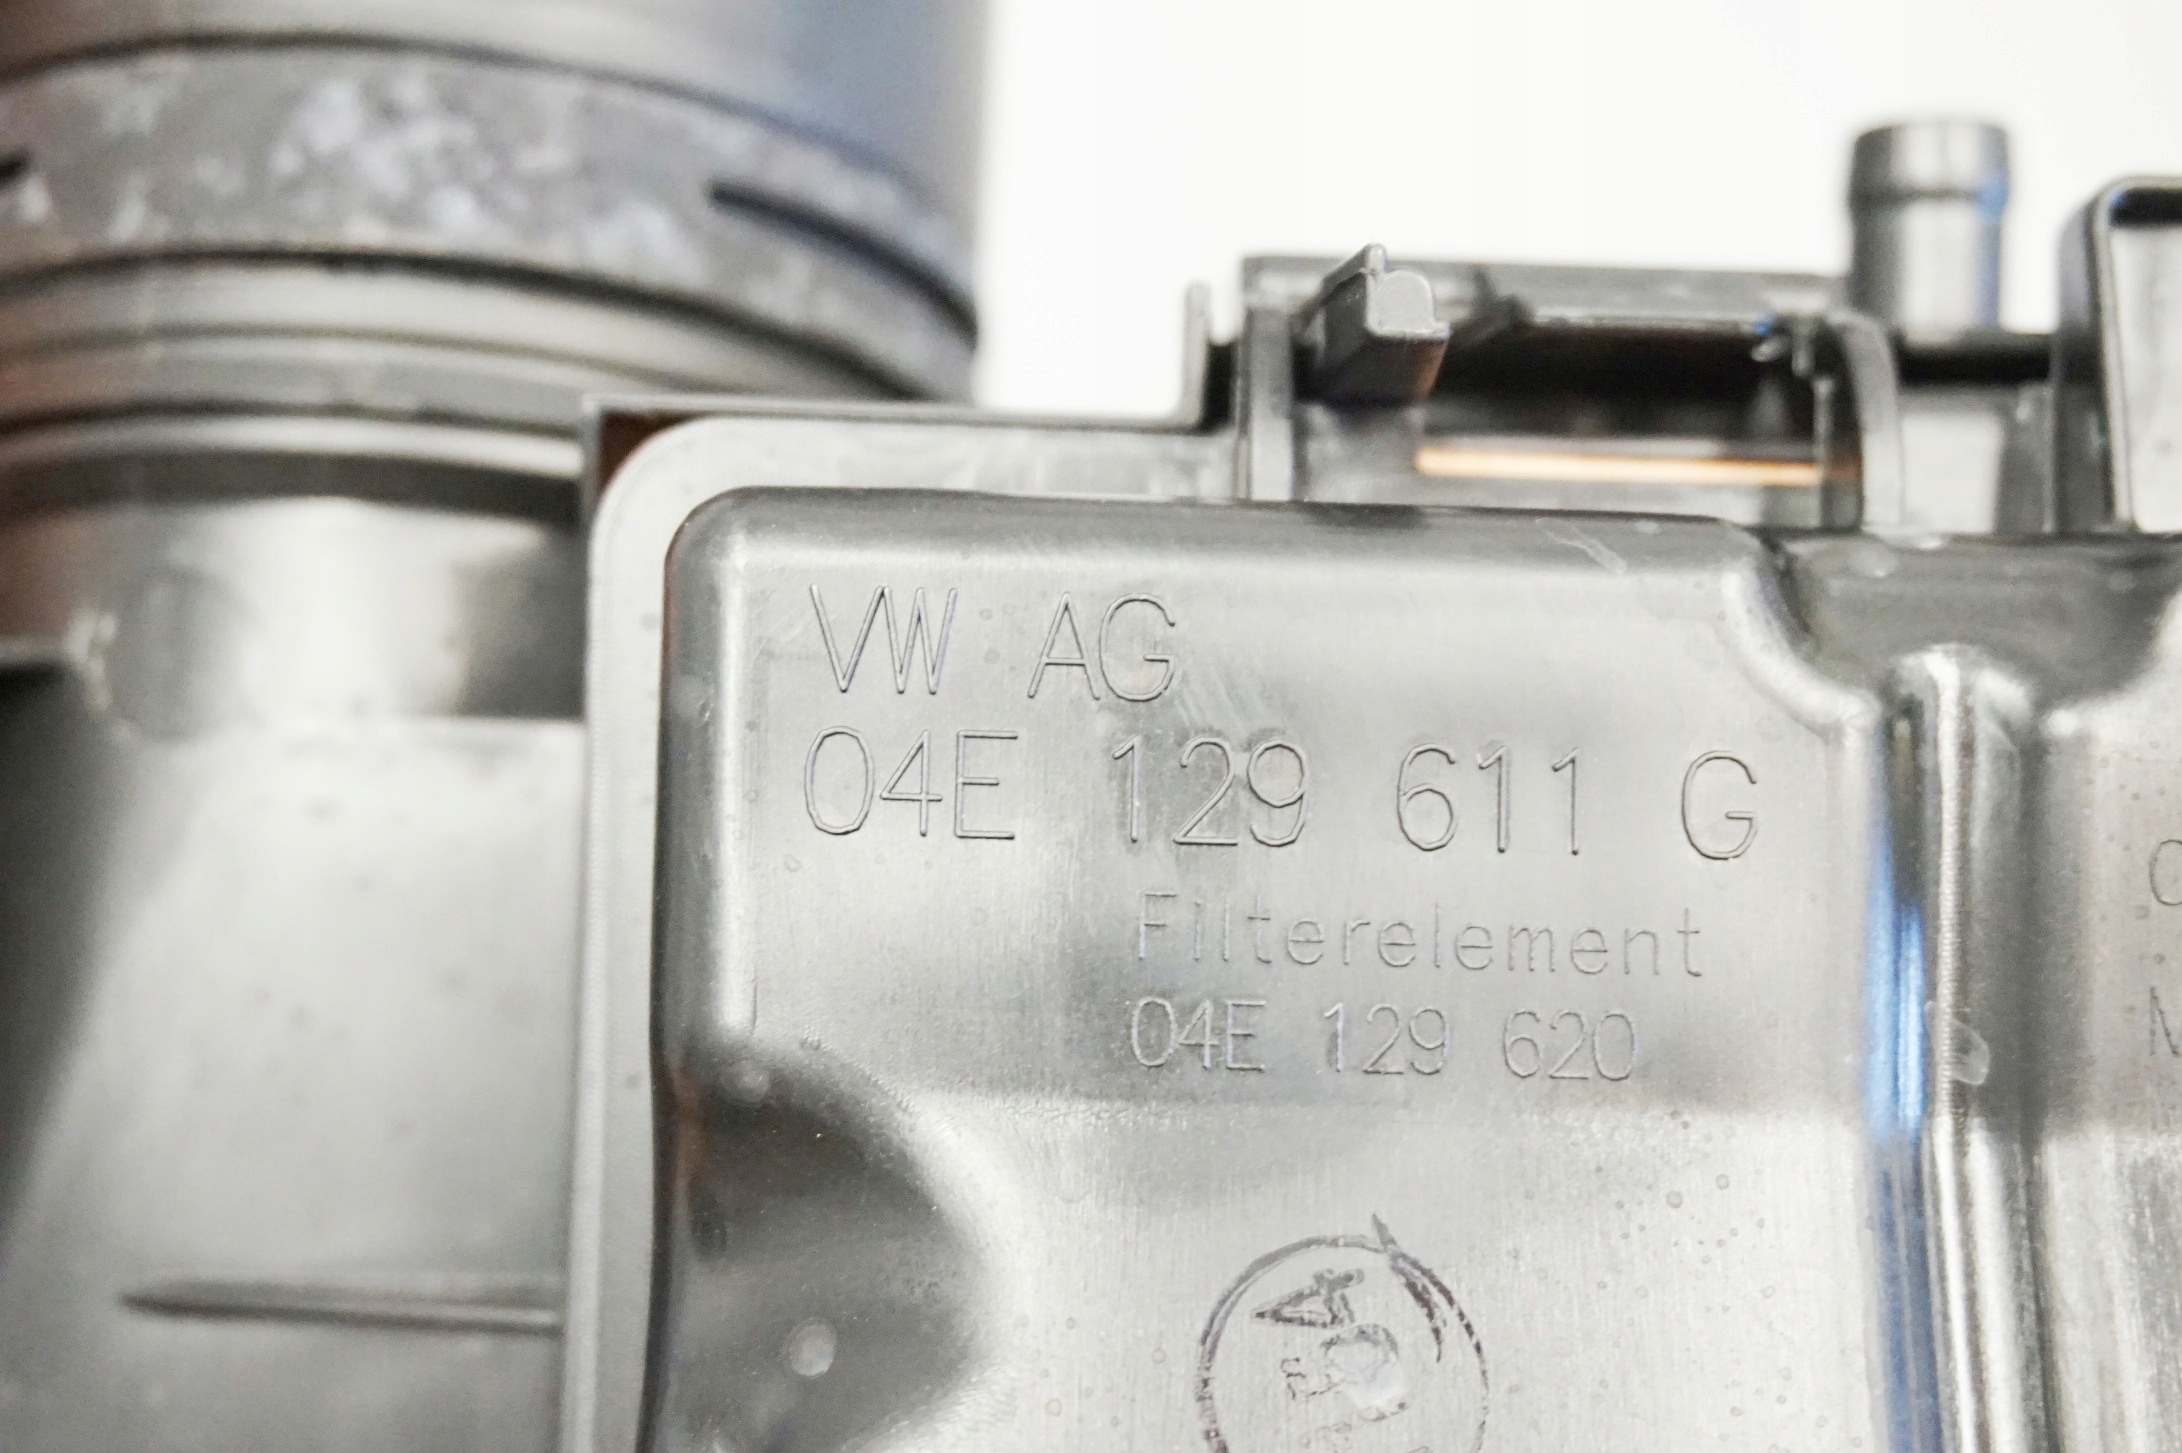 VW AG
04E 129 611 G
Filterelement
04E 129 620